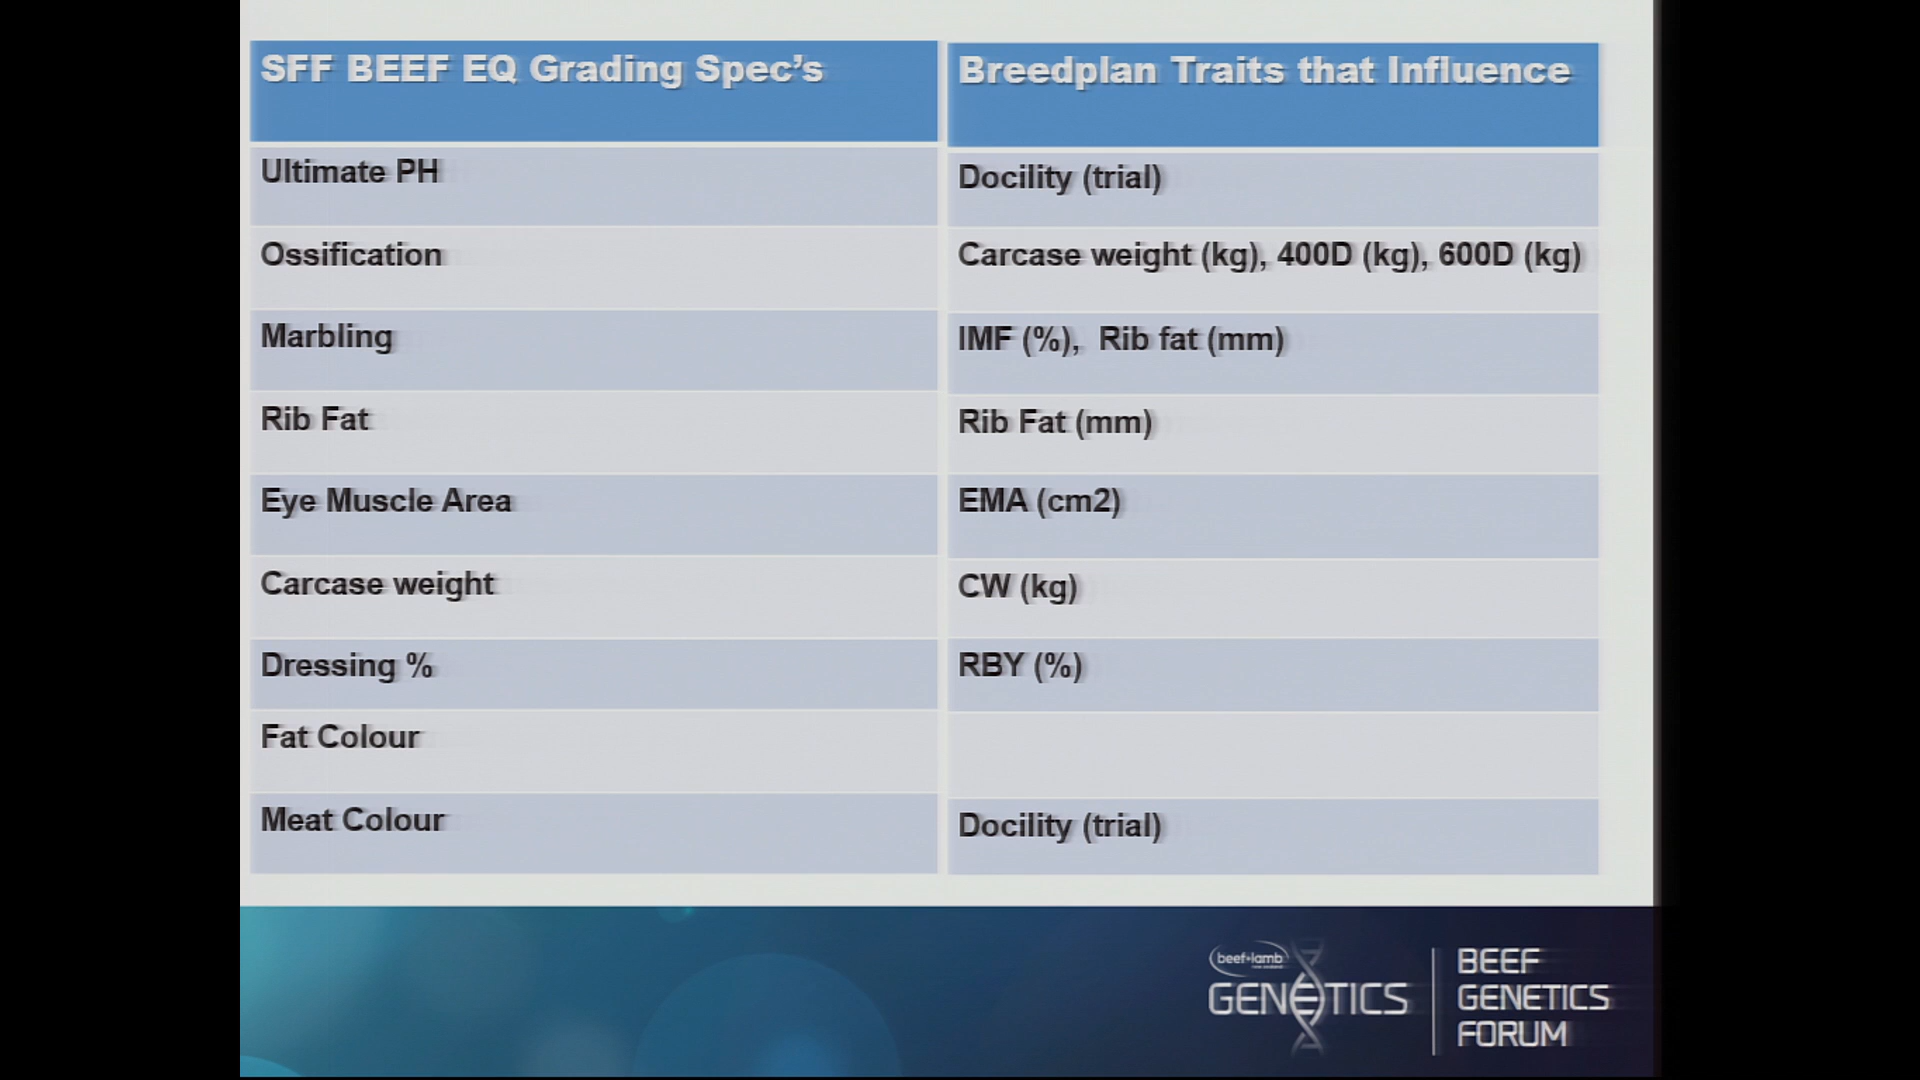 SFF BEEF EQ Grading Spec's
Breedplan Traits that Influence
Ultimate PH
Docility (trial)
Ossification
Carcase weight (kg), 400D (kg), 600D (kg)
Marbling
IMF (%), Rib fat (mm)
Rib Fat
Rib Fat (mm)
Eye Muscle Area
EMA (cm2)
Carcase weight
CW (kg)
Dressing %
RBY (%)
Fat Colour
Meat Colour
Docility (trial)
beef+lamb
GENETICS
BEEF
GENETICS
FORUM